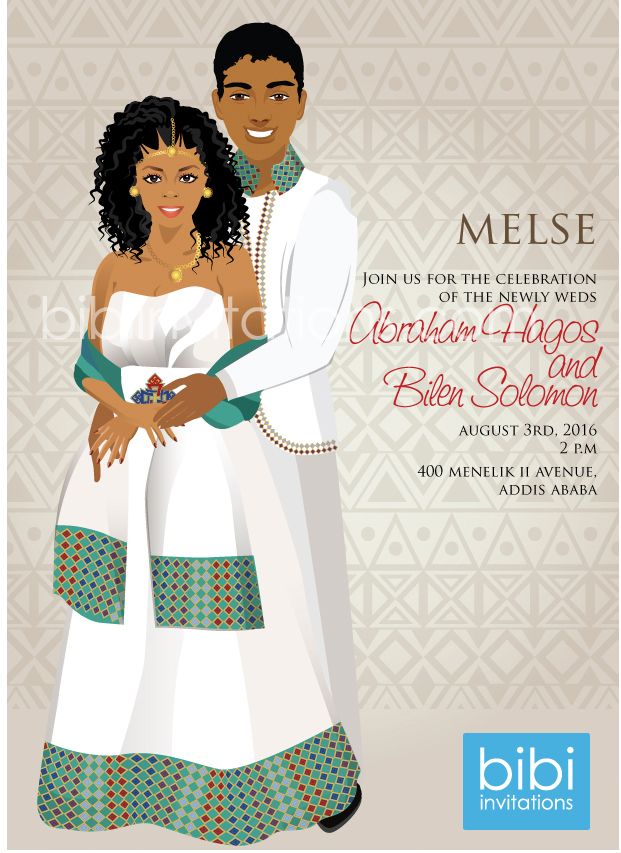 MELSE
JOIN US FOR THE CELEBRATION
OF THE NEWLY WEDS
Abraham Hagos
and
Bilen Solomon
AUGUST 3RD, 2016
2 P.M
400 MENELIK II AVENUE,
ADDIS ABABA
bibi
invitations